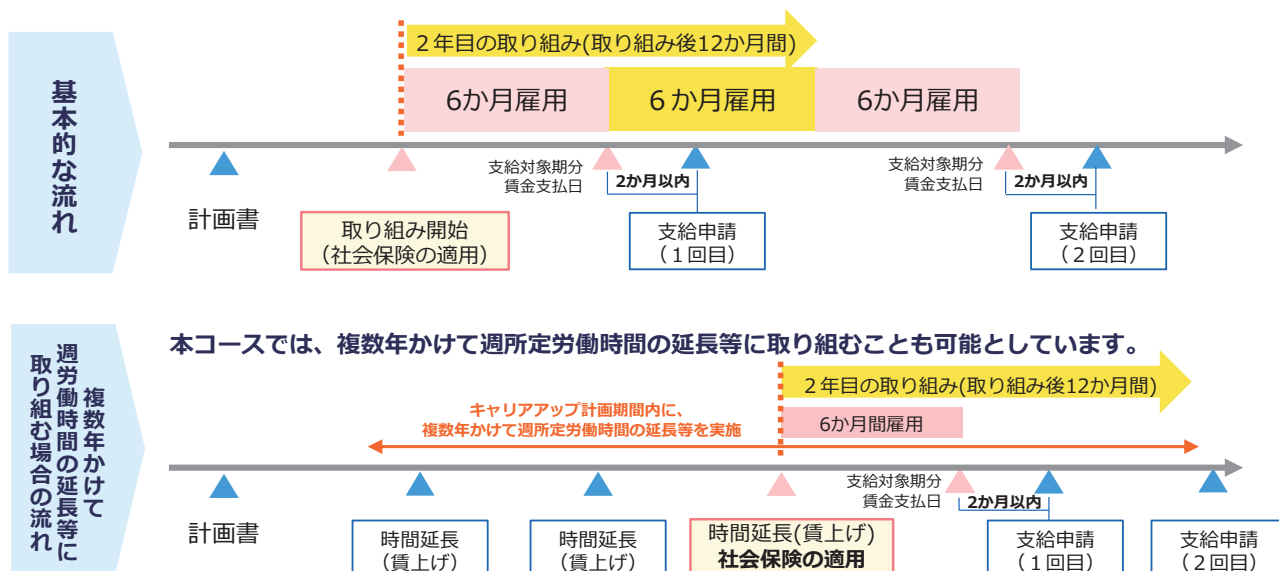 基本的な流れ
２年目の取り組み(取り組み後12か月間)
6か月雇用
６か月雇用
6か月雇用
支給対象期分
賃金支払日
2か月以内
支給対象期分
賃金支払日
2か月以内
計画書
取り組み開始
（社会保険の適用）
支給申請
（１回目）
支給申請
（２回目）
複数年かけて
週労働時間の延長等に
取り組む場合の流れ
本コースでは、複数年かけて週所定労働時間の延長等に取り組むことも可能としています。
２年目の取り組み(取り組み後12か月間)
キャリアアップ計画期間内に、
複数年かけて週所定労働時間の延長等を実施
6か月間雇用
支給対象期分
賃金支払日
2か月以内
計画書
時間延長
（賃上げ）
時間延長
（賃上げ）
時間延長(賃上げ)
社会保険の適用
支給申請
（１回目）
支給申請
（２回目）